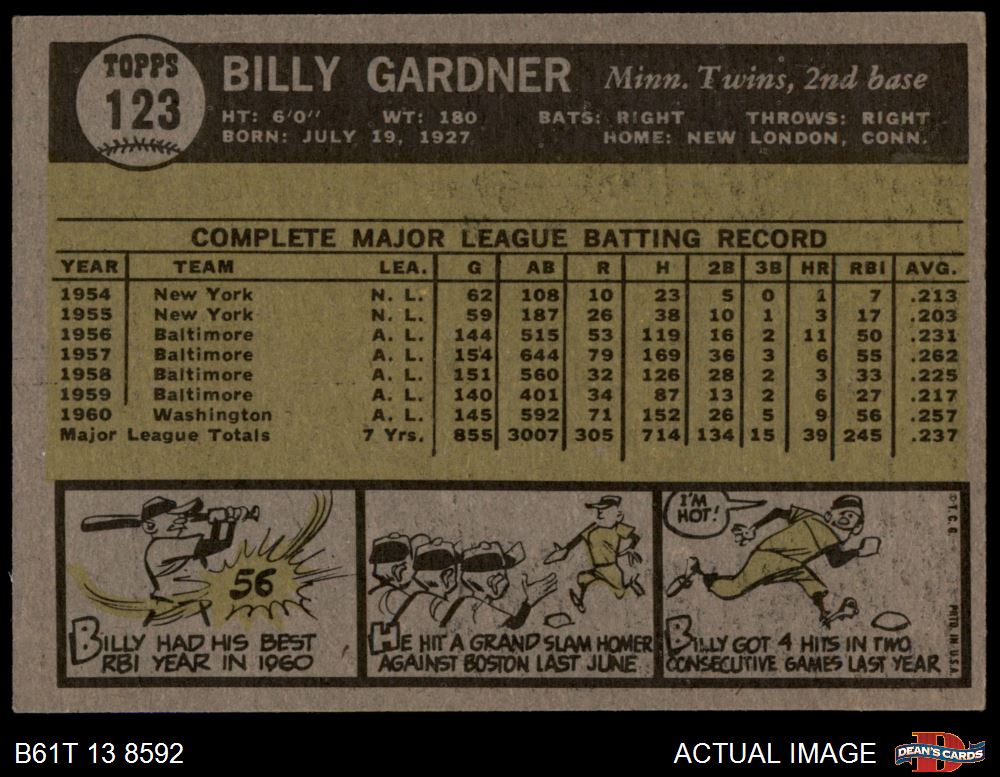 TOPPS
123
BILLY GARDNER Minn. Twins, 2nd base
HT: 6'0" WT: 180 BATS: RIGHT THROWS: RIGHT
BORN: JULY 19, 1927 HOME: NEW LONDON, CONN.
COMPLETE MAJOR LEAGUE BATTING RECORD
YEAR TEAM LEA. G AB R H 2B 3B HR RBI AVG.
1954 New York N. L. 62 108 10 23 5 0 1 7 .213
1955 New York N. L. 59 187 26 38 10 1 3 17 .203
1956 Baltimore A. L. 144 515 53 119 16 2 11 50 .231
1957 Baltimore A. L. 154 644 79 169 36 3 6 55 .262
1958 Baltimore A. L. 151 560 32 126 28 2 3 33 .225
1959 Baltimore A. L. 140 401 34 87 13 2 6 27 .217
1960 Washington A. L. 145 592 71 152 26 5 9 56 .257
Major League Totals 7 Yrs. 855 3007 305 714 134 15 39 245 .237
56
BILLY HAD HIS BEST
RBI YEAR IN 1960
HE HIT A GRAND SLAM HOMER
AGAINST BOSTON LAST JUNE
I'M
HOT!
BILLY GOT 4 HITS IN TWO
CONSECUTIVE GAMES LAST YEAR
© T. C. G. PRTD. IN U.S.A.
B61T 13 8592
ACTUAL IMAGE
DEAN'S CARDS